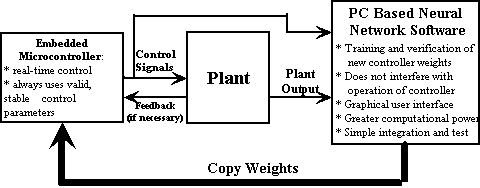 Embedded
Microcontroller:
* real-time control
* always uses valid,
stable control
parameters
Control
Signals
Feedback
(if necessary)
Plant
Plant
Output
PC Based Neural
Network Software
* Training and verification of
new controller weights
* Does not interfere with
operation of controller
* Graphical user interface
* Greater computational power
* Simple integration and test
Copy Weights